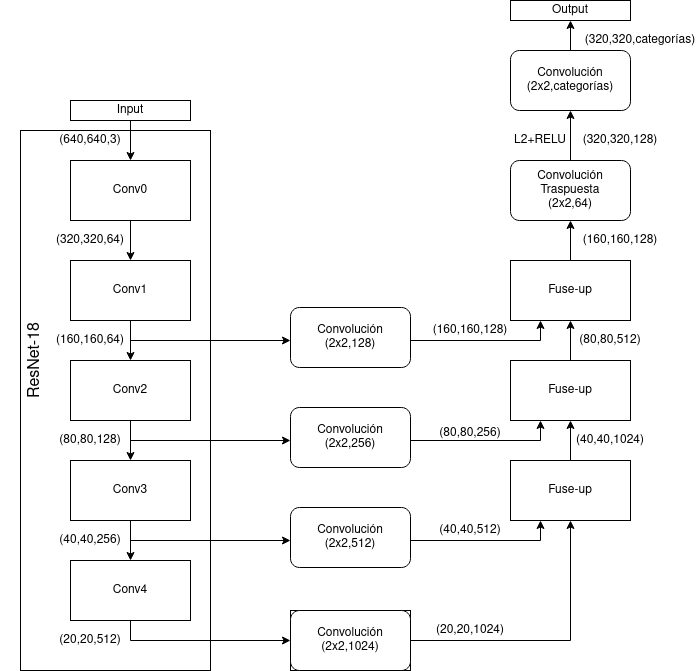 Output
(320,320,categorías)
Convolución
(2x2,categorías)
L2+RELU
(320,320,128)
Convolución
Traspuesta
(2x2,64)
(160,160,128)
Fuse-up
(80,80,512)
Fuse-up
(40,40,1024)
Fuse-up
Input
(640,640,3)
Conv0
(320,320,64)
Conv1
(160,160,64)
Conv2
(80,80,128)
Conv3
(40,40,256)
Conv4
(20,20,512)
ResNet-18
Convolución
(2x2,128)
(160,160,128)
Convolución
(2x2,256)
(80,80,256)
Convolución
(2x2,512)
(40,40,512)
Convolución
(2x2,1024)
(20,20,1024)